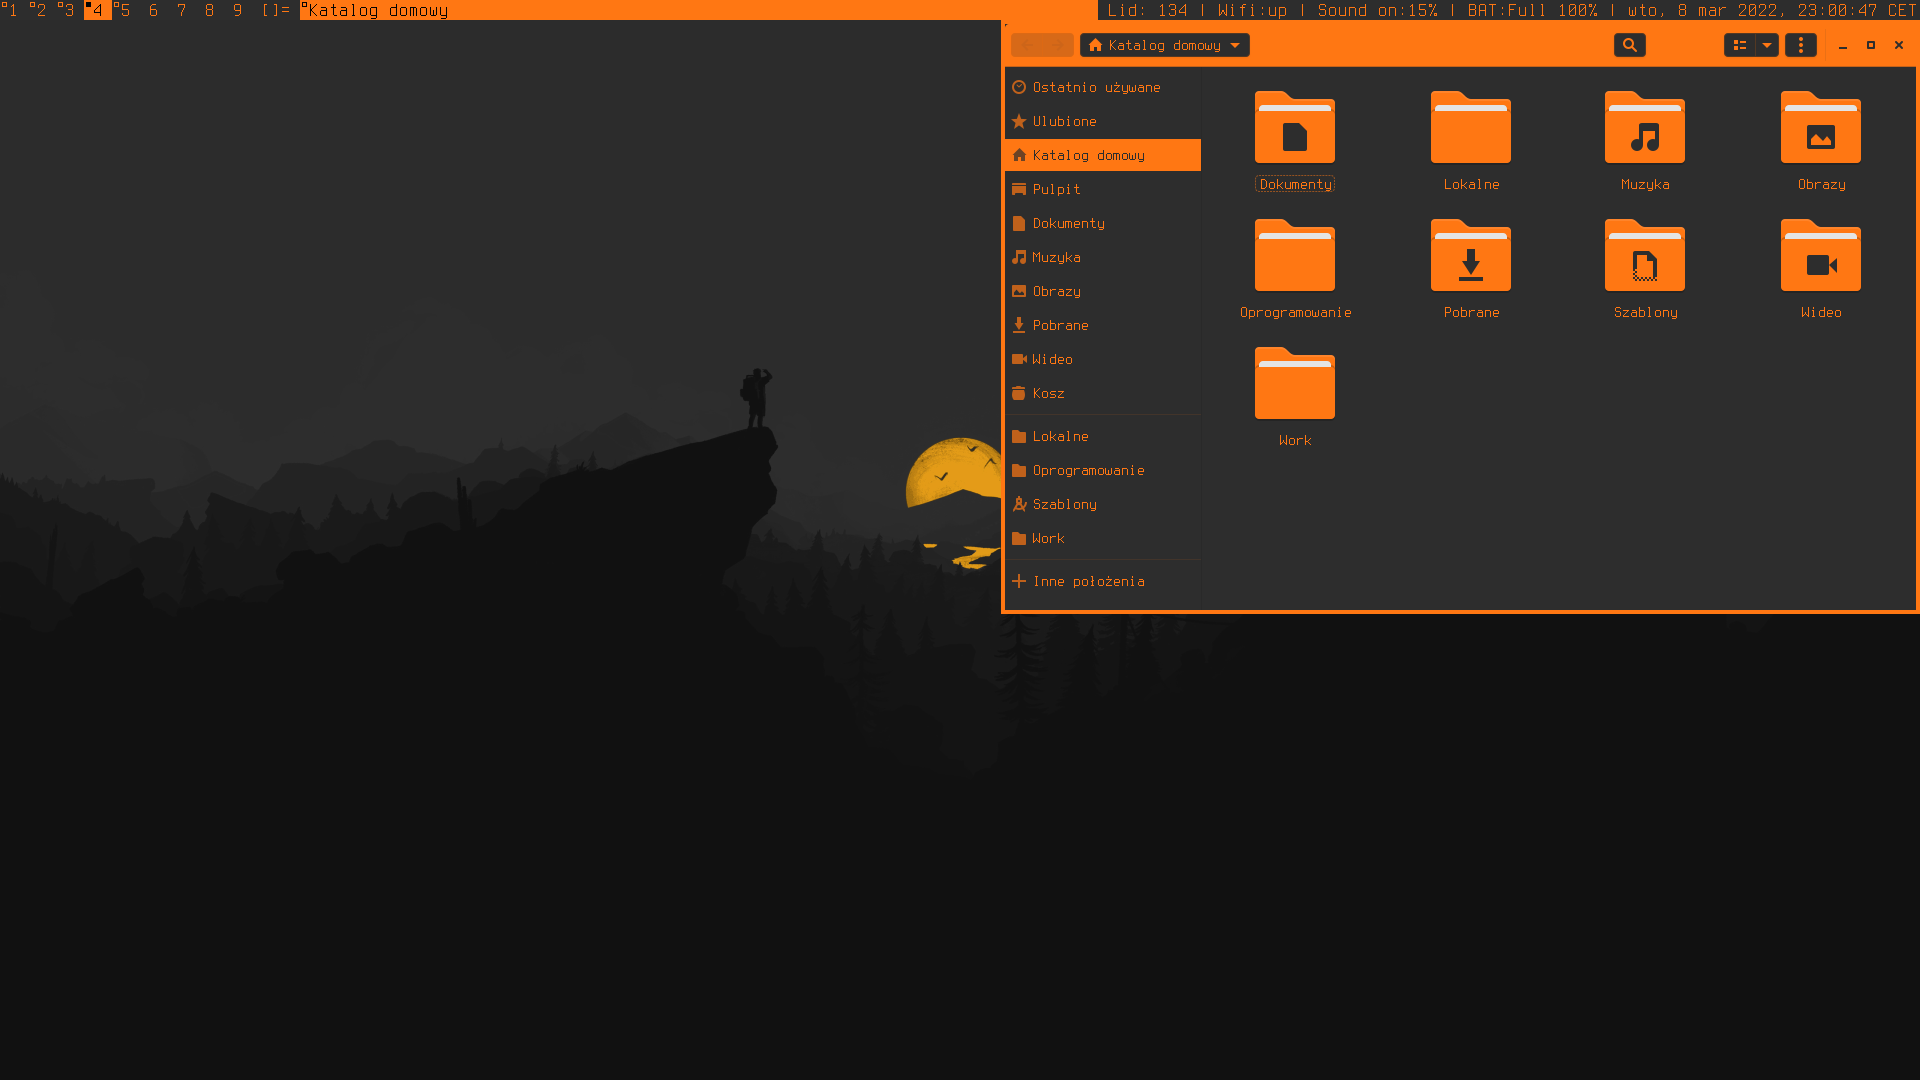 1 2 3 4 5 6 7 8 9 []= Katalog domowy Lid: 134 | Wifi:up | Sound on:15% | BAT:Full 100% | wto, 8 mar 2022, 23:00:47 CET
Katalog domowy
Ostatnio używane
Ulubione
Katalog domowy
Pulpit
Dokumenty
Muzyka
Obrazy
Pobrane
Wideo
Kosz
Lokalne
Oprogramowanie
Szablony
Work
Inne położenia
Dokumenty Lokalne Muzyka Obrazy
Oprogramowanie Pobrane Szablony Wideo
Work